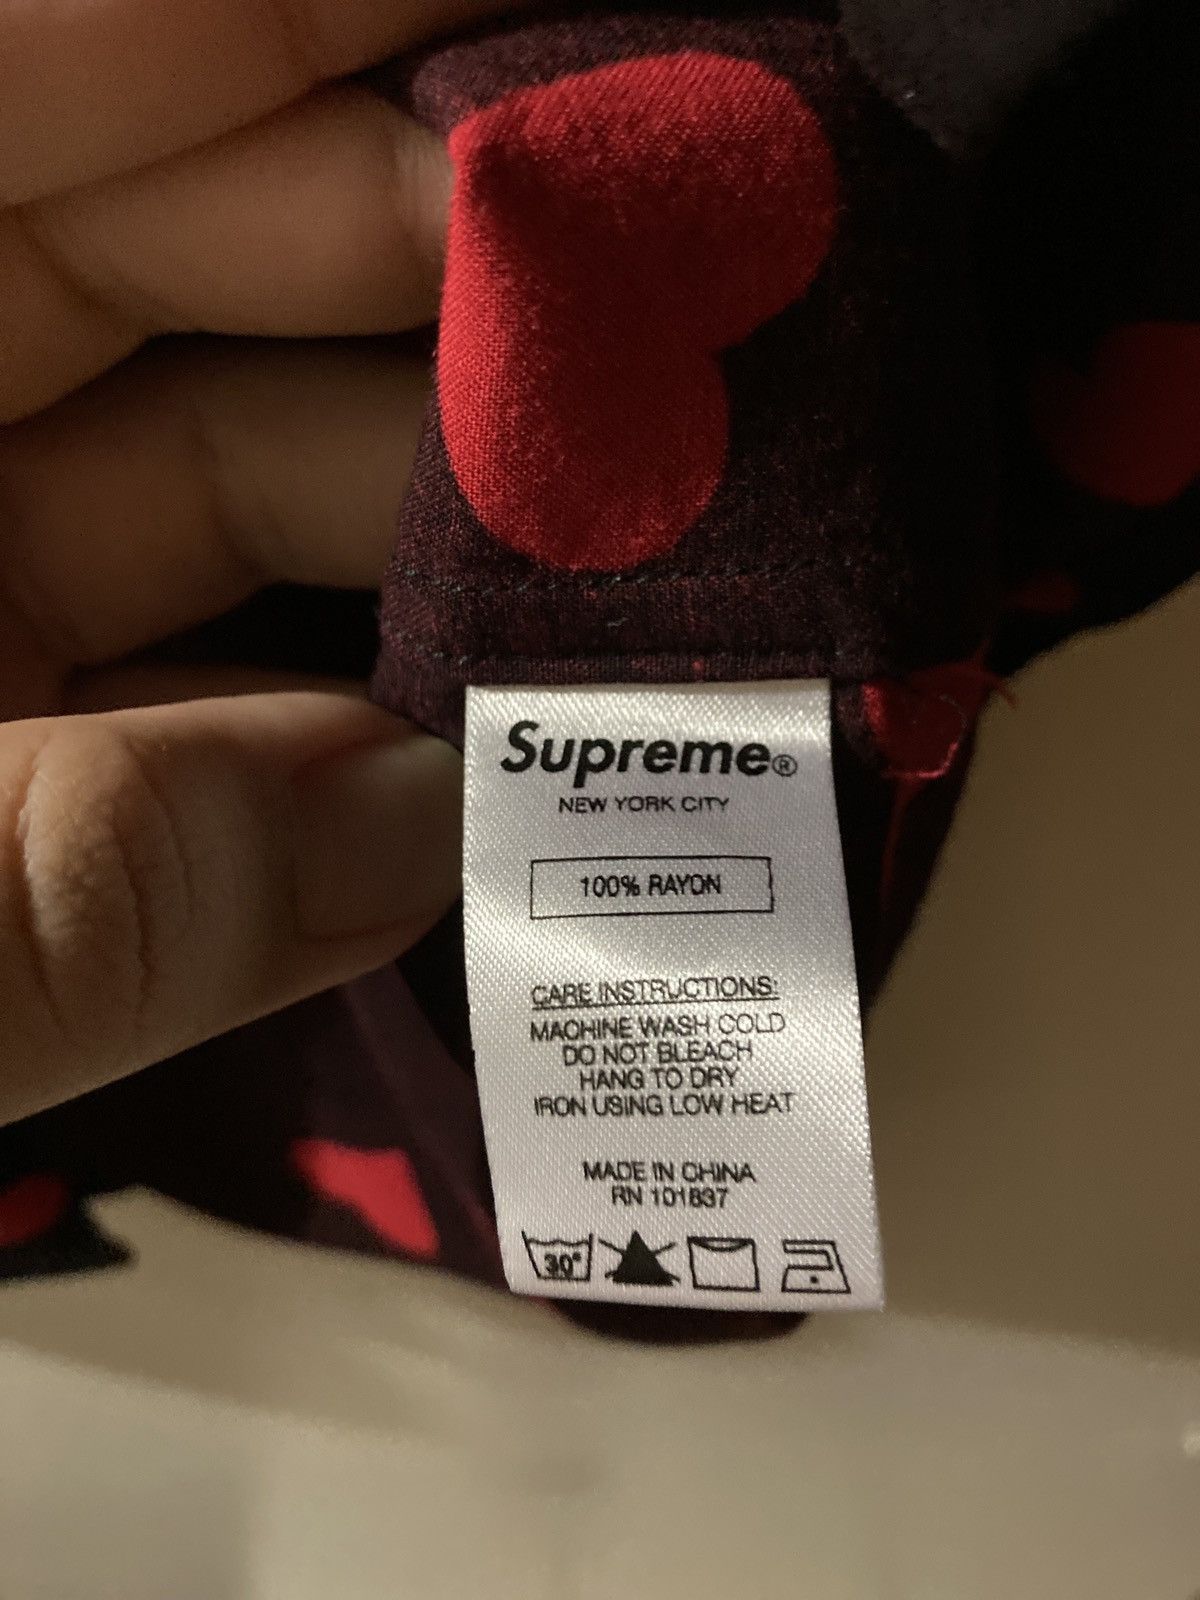 Supreme®
NEW YORK CITY
100% RAYON
CARE INSTRUCTIONS:
MACHINE WASH COLD
DO NOT BLEACH
HANG TO DRY
IRON USING LOW HEAT
MADE IN CHINA
RN 101837
30°